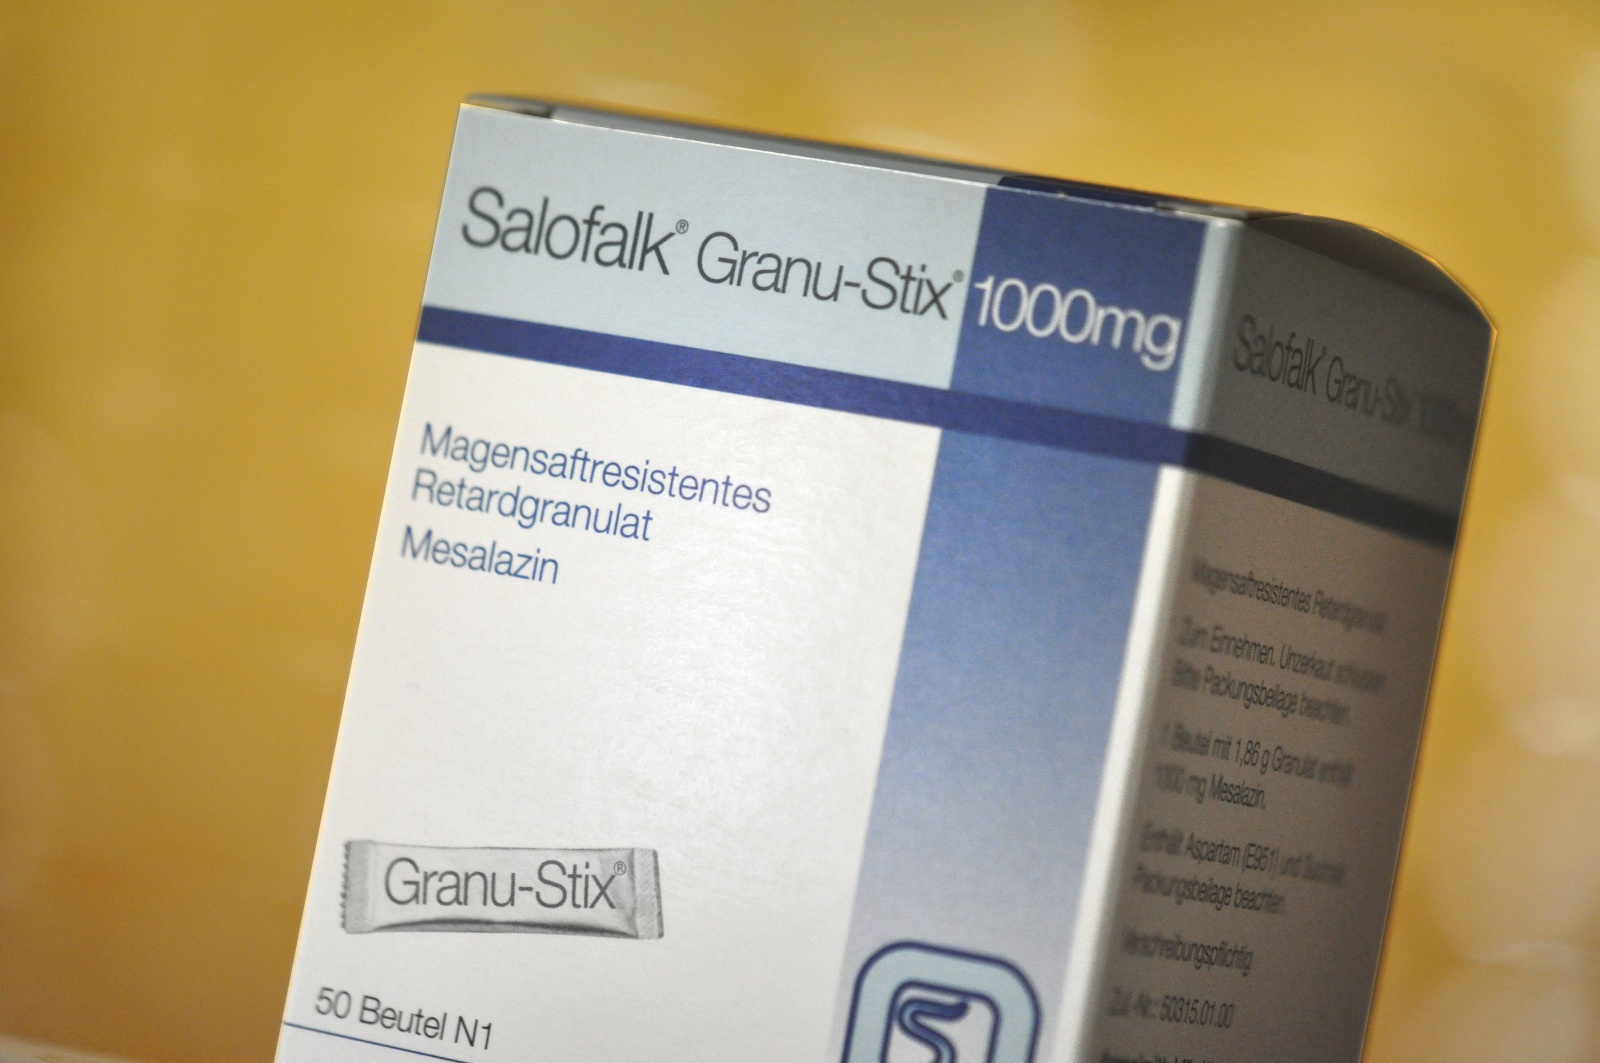 Salofalk® Granu-Stix® 1000mg
Magensaftresistentes
Retardgranulat
Mesalazin
Granu-Stix®
50 Beutel N1
Salofalk® Granu-Stix 1000
Magensaftresistentes Retardgranulat
Zum Einnehmen. Unzerkaut
Bitte Packungsbeilage beachten.
1 Beutel mit 1,86 g Granulat enthält
1000 mg Mesalazin.
Enthält Aspartam (E951) und Sucrose
Packungsbeilage beachten.
Verschreibungspflichtig
Zul.-Nr.: 50315.01.00